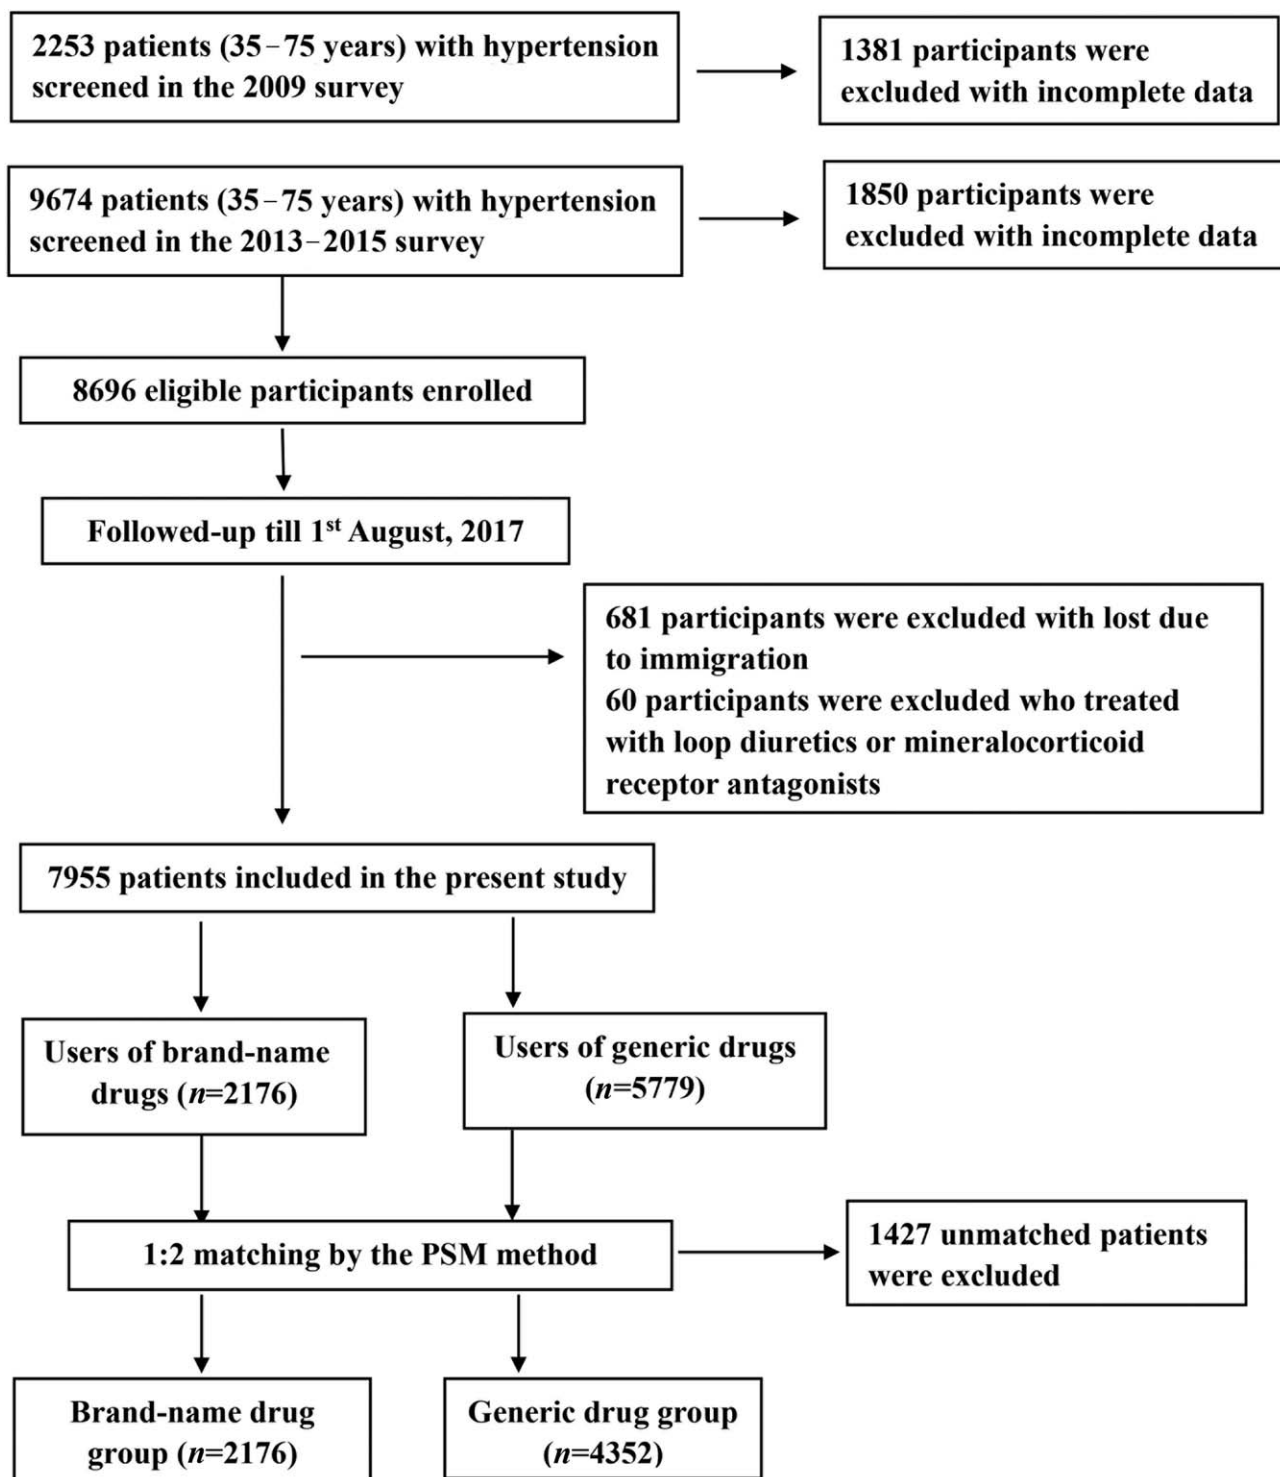 2253 patients (35–75 years) with hypertension
screened in the 2009 survey
1381 participants were
excluded with incomplete data
9674 patients (35–75 years) with hypertension
screened in the 2013–2015 survey
1850 participants were
excluded with incomplete data
8696 eligible participants enrolled
Followed-up till 1st August, 2017
681 participants were excluded with lost due
to immigration
60 participants were excluded who treated
with loop diuretics or mineralocorticoid
receptor antagonists
7955 patients included in the present study
Users of brand-name
drugs (n=2176)
Users of generic drugs
(n=5779)
1:2 matching by the PSM method
1427 unmatched patients
were excluded
Brand-name drug
group (n=2176)
Generic drug group
(n=4352)